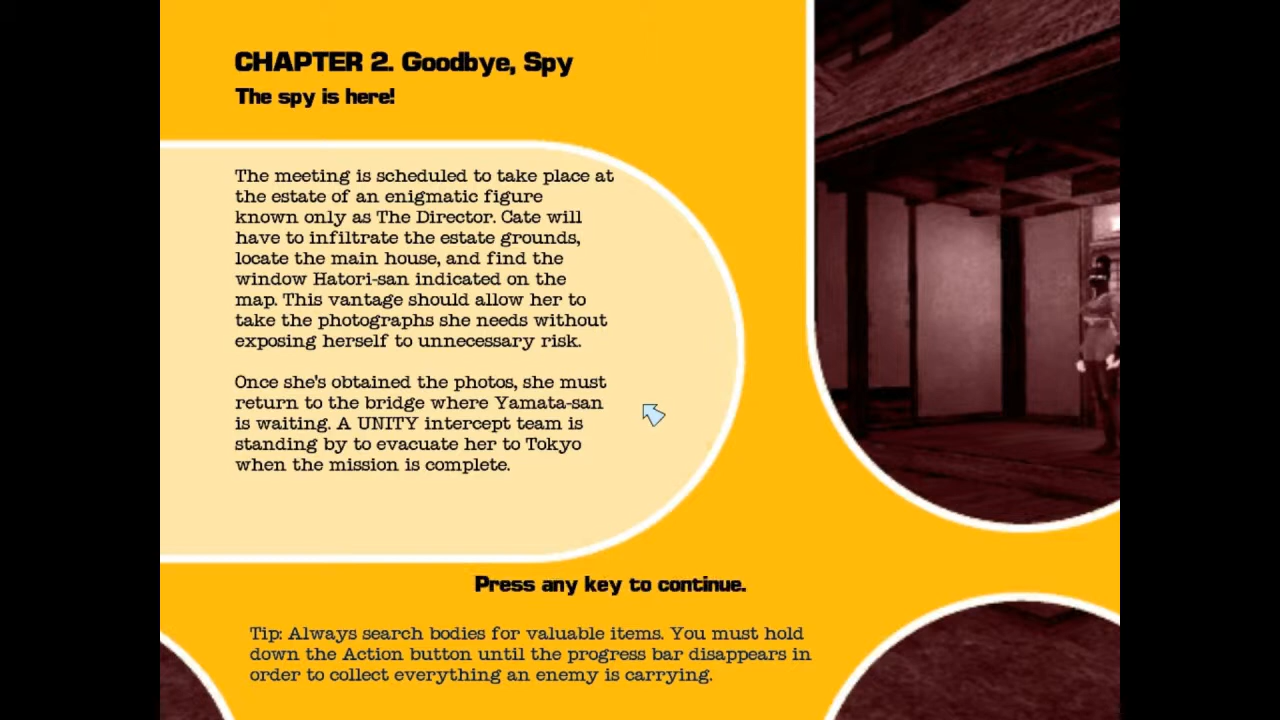 CHAPTER 2. Goodbye, Spy
The spy is here!
The meeting is scheduled to take place at
the estate of an enigmatic figure
known only as The Director. Cate will
have to infiltrate the estate grounds,
locate the main house, and find the
window Hatori-san indicated on the
map. This vantage should allow her to
take the photographs she needs without
exposing herself to unnecessary risk.
Once she's obtained the photos, she must
return to the bridge where Yamata-san
is waiting. A UNITY intercept team is
standing by to evacuate her to Tokyo
when the mission is complete.
Press any key to continue.
Tip: Always search bodies for valuable items. You must hold
down the Action button until the progress bar disappears in
order to collect everything an enemy is carrying.